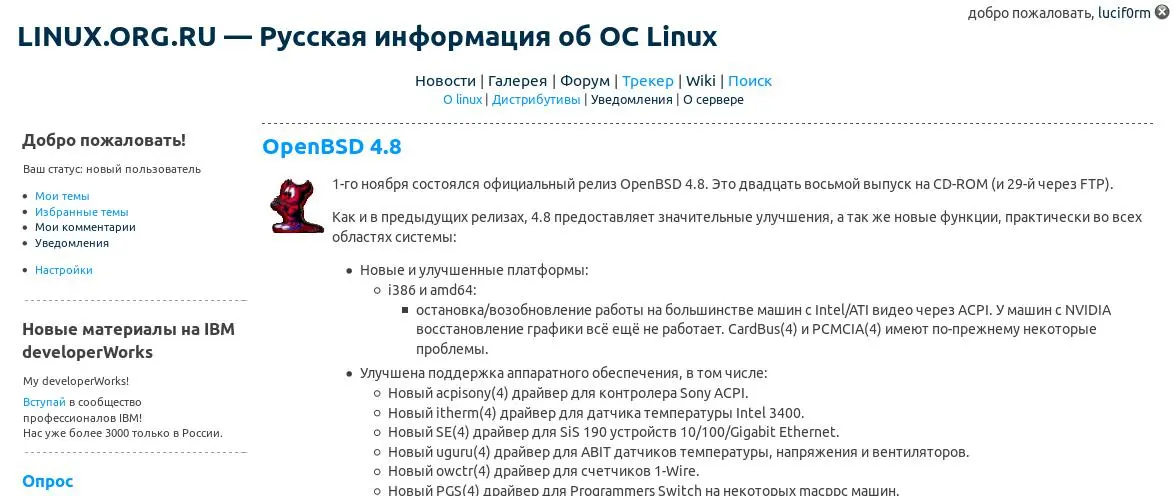 добро пожаловать, lucif0rm
LINUX.ORG.RU — Русская информация об ОС Linux
Новости | Галерея | Форум | Трекер | Wiki | Поиск
О linux | Дистрибутивы | Уведомления | О сервере
Добро пожаловать!
Ваш статус: новый пользователь
Мои темы
Избранные темы
Мои комментарии
Уведомления
Настройки
Новые материалы на IBM
developerWorks
My developerWorks!
Вступай в сообщество
профессионалов IBM!
Нас уже более 3000 только в России.
Опрос
OpenBSD 4.8
1-го ноября состоялся официальный релиз OpenBSD 4.8. Это двадцать восьмой выпуск на CD-ROM (и 29-й через FTP).
Как и в предыдущих релизах, 4.8 предоставляет значительные улучшения, а так же новые функции, практически во всех
областях системы:
Новые и улучшенные платформы:
i386 и amd64:
остановка/возобновление работы на большинстве машин с Intel/ATI видео через ACPI. У машин с NVIDIA
восстановление графики всё ещё не работает. CardBus(4) и PCMCIA(4) имеют по-прежнему некоторые
проблемы.
Улучшена поддержка аппаратного обеспечения, в том числе:
Новый acpisony(4) драйвер для контролера Sony ACPI.
Новый itherm(4) драйвер для датчика температуры Intel 3400.
Новый SE(4) драйвер для SiS 190 устройств 10/100/Gigabit Ethernet.
Новый uguru(4) драйвер для ABIT датчиков температуры, напряжения и вентиляторов.
Новый owctr(4) драйвер для счетчиков 1-Wire.
Новый PGS(4) драйвер для Programmers Switch на некоторых macppc машин.